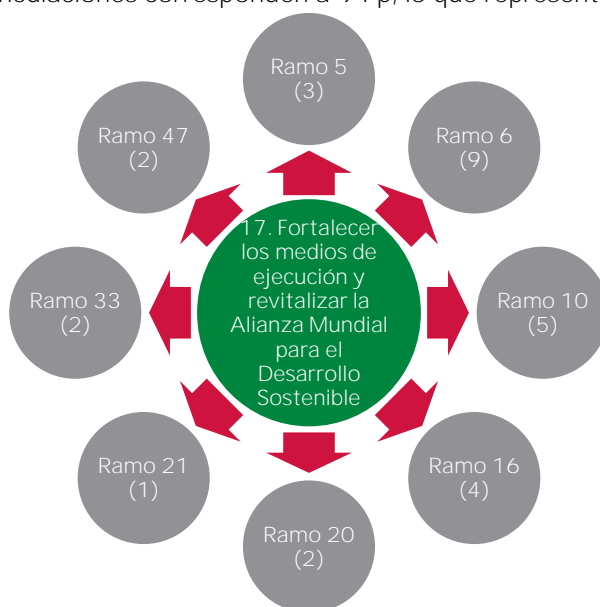 Ramo 5
(3)
Ramo 47
(2)
Ramo 6
(9)
17. Fortalecer
los medios de
ejecución y
revitalizar la
Alianza Mundial
para el
Desarrollo
Sostenible
Ramo 33
(2)
Ramo 10
(5)
Ramo 21
(1)
Ramo 16
(4)
Ramo 20
(2)